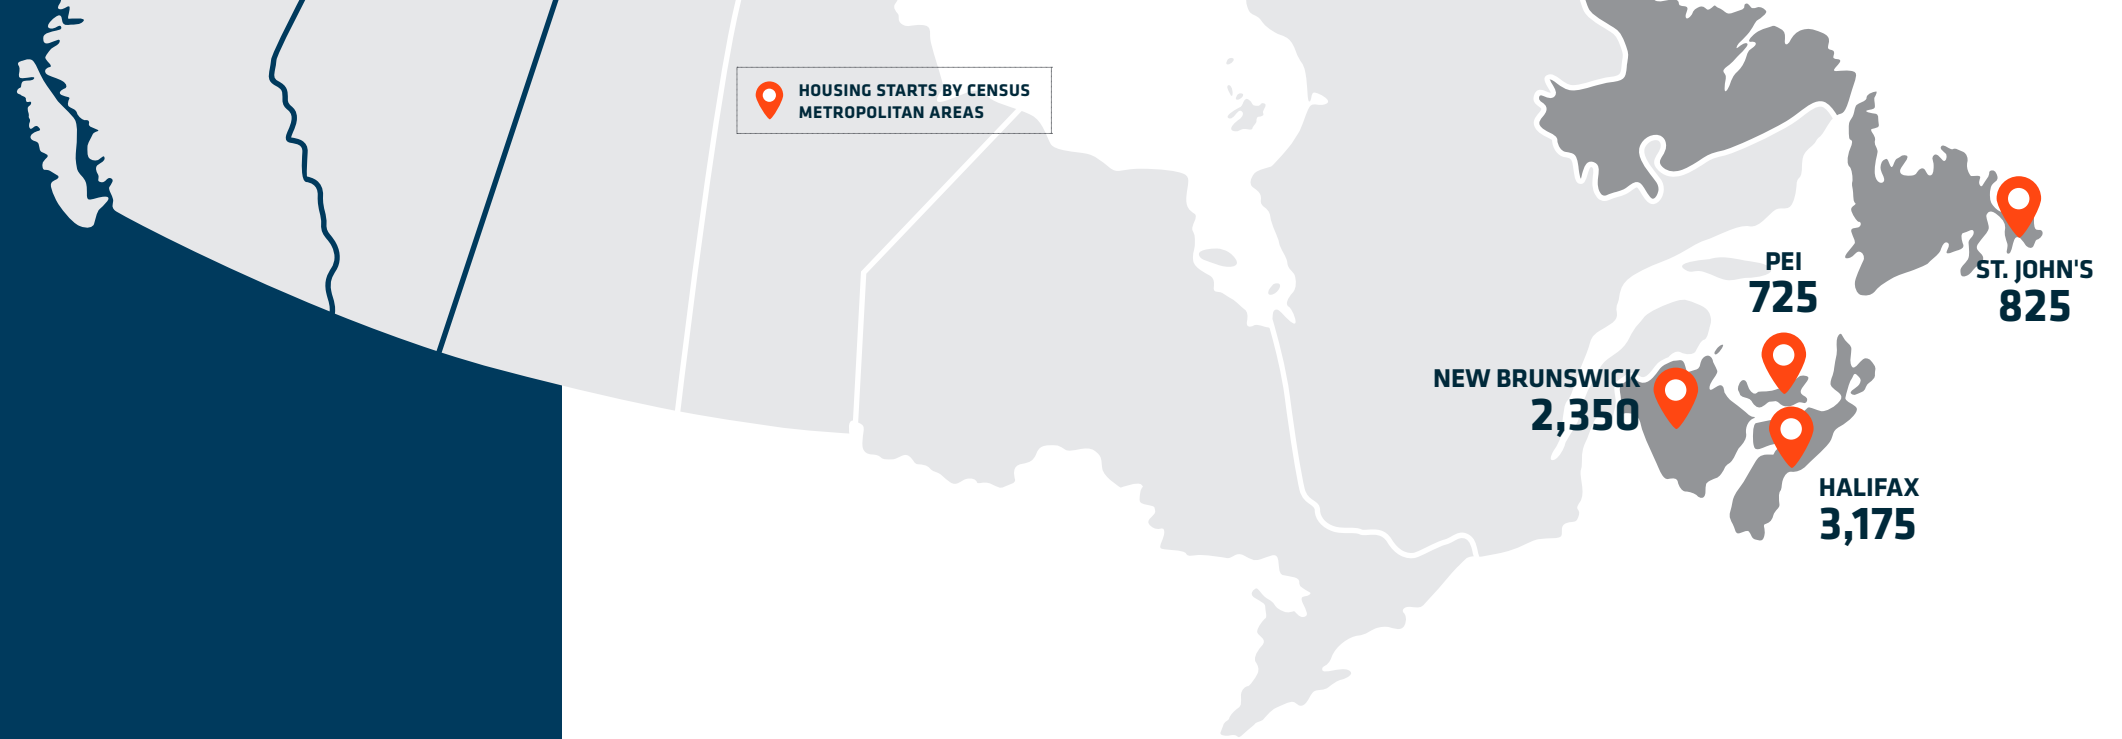 HOUSING STARTS BY CENSUS
METROPOLITAN AREAS
PEI
725
ST. JOHN'S
825
NEW BRUNSWICK
2,350
HALIFAX
3,175